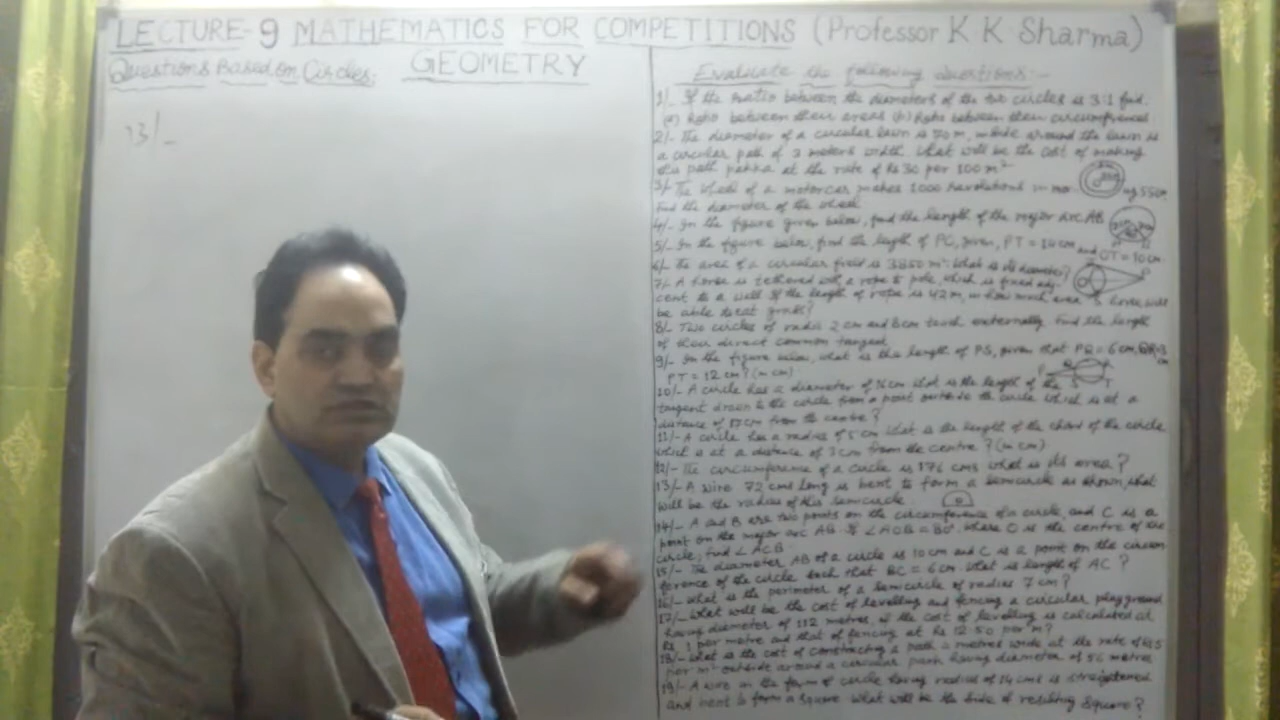 LECTURE-9 MATHEMATICS FOR COMPETITIONS (Professor K K Sharma)
GEOMETRY
Questions Based on Circles:
13/-
Evaluate the following Questions:-
1/- If the ratio between the diameters of the two circles is 3:1 find.
(a) Ratio between their areas (b) Ratio between their circumferences
2/- The diameter of a circular lawn is 70 m, around the lawn is
a circular path of 3 meters width. What will be the cost of making
this path pakka at the rate of Rs 30 per 100 m²
3/- The wheel of a motorcar makes 1000 revolutions in
Find the diameter of the wheel
4/- In the figure given below, find the length of the major Arc AB
5/- In the figure below, find the length of PC, given, PT = 10 cm and OT = 10 cm
6/- The area of a circular field is 3850 m². What is its diameter?
7/- A horse is tethered with a rope to pole, which is fixed adj-
cent to a wall If the length of rope is 42 m, in how much area horse will
be able to eat grass?
8/- Two circles of radii 2 cm and 8 cm touch externally Find the length
of their direct common tangent
9/- In the figure below, what is the length of PS, given that PQ = 6 cm,
PT = 12 cm? (in cm)
10/- A circle has a diameter of 16 cm what is the length of the
tangent drawn to the circle from a point outside the circle which is at a
distance of 17 cm from the centre?
11/- A circle has a radius of 5 cm what is the length of the chord of the circle
which is at a distance of 3 cm from the centre? (in cm)
12/- The circumference of a circle is 176 cms what is its area?
13/- A wire 72 cms long is bent to form a semicircle as shown, what
will be the radius of this semicircle
14/- A and B are two points on the circumference of a circle and C is a
point on the major arc AB If ∠AOB = 80° where O is the centre of the
circle, find ∠ACB
15/- The diameter AB of a circle is 10 cm and C is a point on the circum
ference of the circle such that BC = 6 cm. What is length of AC?
16/- What is the perimeter of a semicircle of radius 7 cm?
17/- What will be the cost of levelling and fencing a circular playground
having diameter of 112 metres, if the cost of levelling is calculated at
Rs 1 per metre and that of fencing at Rs 12.50 per m?
18/- What is the cost of constructing a path metres wide at the rate of Rs 5
per m² outside around a circular park having diameter of 56 metres
19/- A wire in the form of circle having radius of 14 cms is straightened
and bent to form a square What will be the side of resulting square?